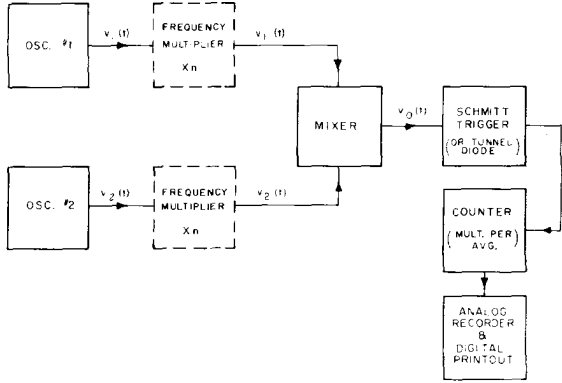 OSC. #1
v₁(t)
FREQUENCY
MULTIPLIER
Xn
v₁(t)
MIXER
v₀(t)
SCHMITT
TRIGGER
(OR TUNNEL
DIODE)
OSC. #2
v₂(t)
FREQUENCY
MULTIPLIER
Xn
v₂(t)
COUNTER
(MULT. PER
AVG.)
ANALOG
RECORDER
&
DIGITAL
PRINTOUT